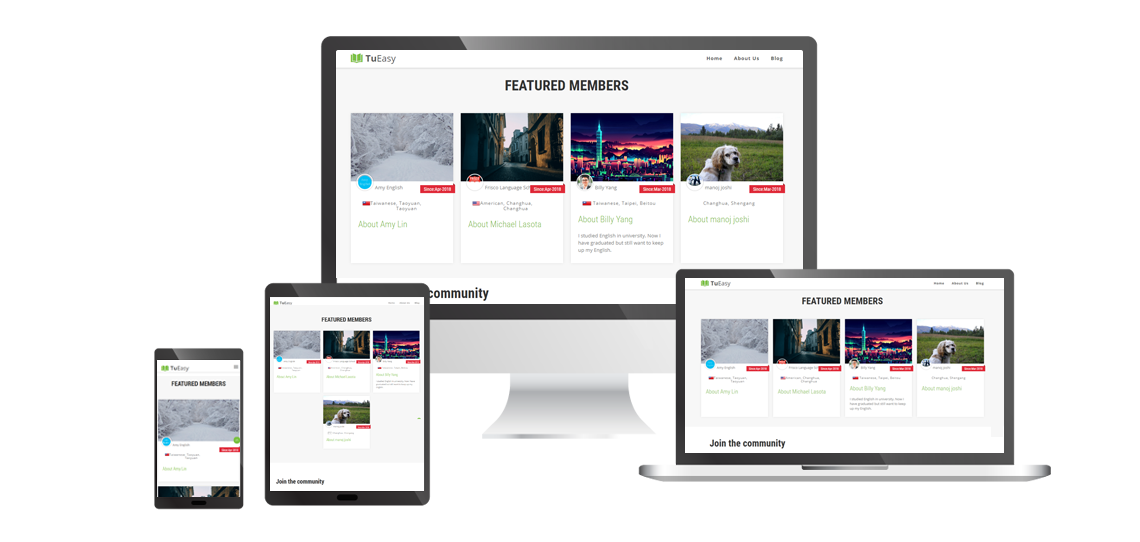 TuEasy
Home About Us Blog
FEATURED MEMBERS
Amy English
Since:Apr-2018
Taiwanese, Taoyuan,
Taoyuan
About Amy Lin
Frisco Language Sch
Since:Apr-2018
American, Changhua,
Changhua
About Michael Lasota
Billy Yang
Since:Mar-2018
Taiwanese, Taipei, Beitou
About Billy Yang
I studied English in university. Now I
have graduated but still want to keep
up my English.
manoj joshi
Since:Mar-2018
Changhua, Shengang
About manoj joshi
community
TuEasy
FEATURED MEMBERS
About Amy Lin
About Michael Lasota
About Billy Yang
About manoj joshi
Join the community
TuEasy
FEATURED MEMBERS
Amy English
Since:Apr-2018
Taiwanese, Taoyuan,
Taoyuan
About Amy Lin
TuEasy
Home About Us Blog
FEATURED MEMBERS
Amy English
Since:Apr-2018
Taiwanese, Taoyuan,
Taoyuan
About Amy Lin
Frisco Language Sch
Since:Apr-2018
American, Changhua,
Changhua
About Michael Lasota
Billy Yang
Since:Mar-2018
Taiwanese, Taipei, Beitou
About Billy Yang
I studied English in university. Now I
have graduated but still want to keep
up my English.
manoj joshi
Since:Mar-2018
Changhua, Shengang
About manoj joshi
Join the community